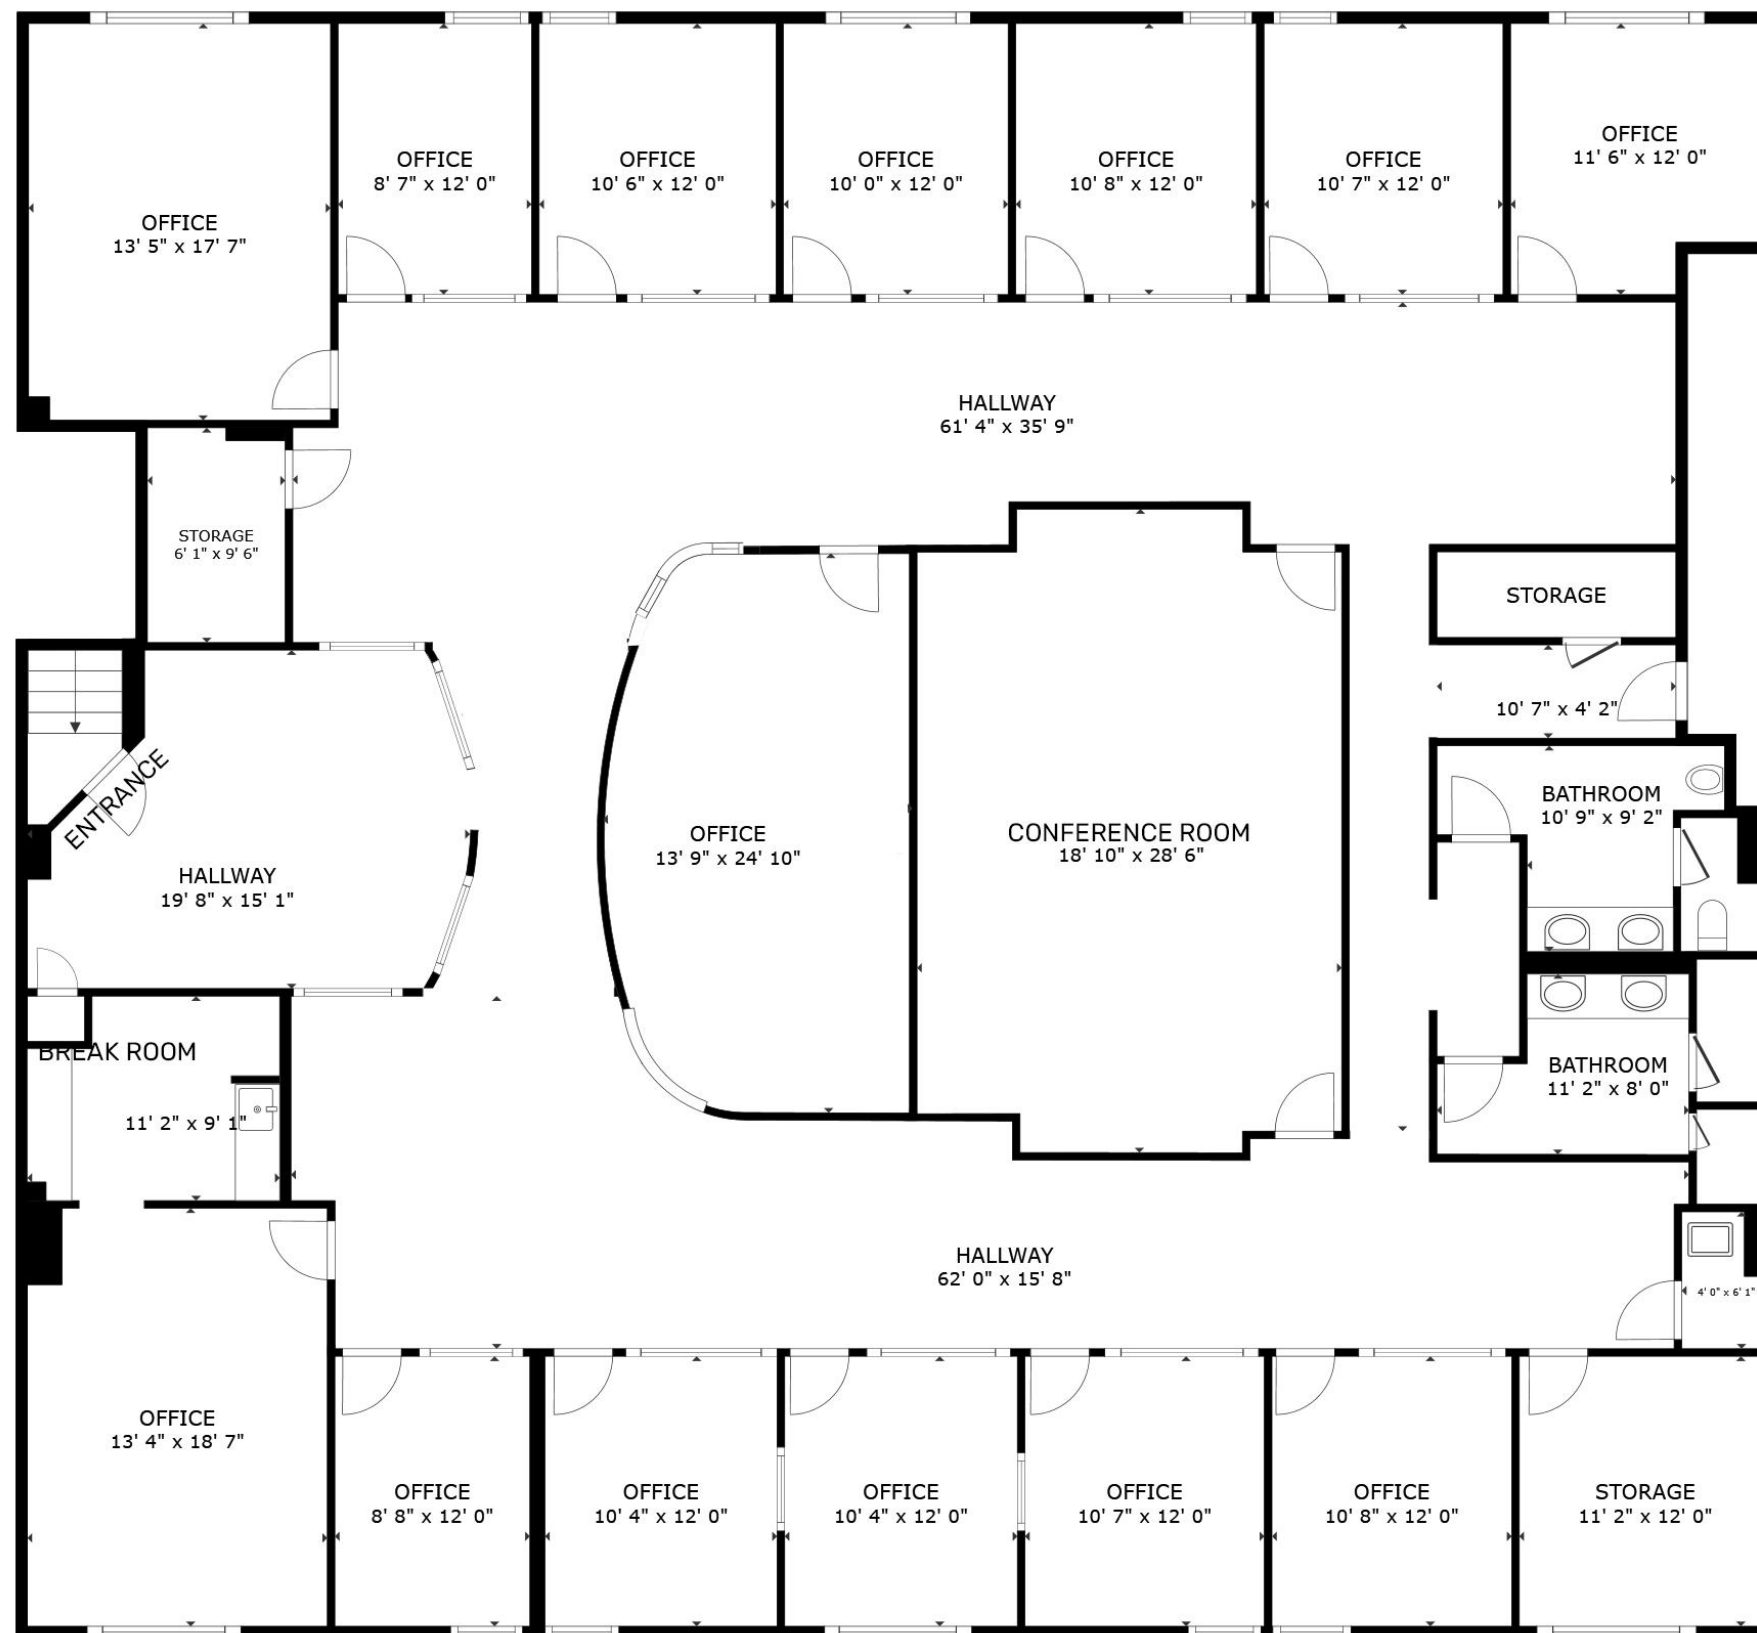 OFFICE
13' 5" x 17' 7"
OFFICE
8' 7" x 12' 0"
OFFICE
10' 6" x 12' 0"
OFFICE
10' 0" x 12' 0"
OFFICE
10' 8" x 12' 0"
OFFICE
10' 7" x 12' 0"
OFFICE
11' 6" x 12' 0"
HALLWAY
61' 4" x 35' 9"
STORAGE
6' 1" x 9' 6"
STORAGE
10' 7" x 4' 2"
ENTRANCE
HALLWAY
19' 8" x 15' 1"
OFFICE
13' 9" x 24' 10"
CONFERENCE ROOM
18' 10" x 28' 6"
BATHROOM
10' 9" x 9' 2"
BREAK ROOM
11' 2" x 9' 1"
BATHROOM
11' 2" x 8' 0"
HALLWAY
62' 0" x 15' 8"
4' 0" x 6' 1"
OFFICE
13' 4" x 18' 7"
OFFICE
8' 8" x 12' 0"
OFFICE
10' 4" x 12' 0"
OFFICE
10' 4" x 12' 0"
OFFICE
10' 7" x 12' 0"
OFFICE
10' 8" x 12' 0"
STORAGE
11' 2" x 12' 0"